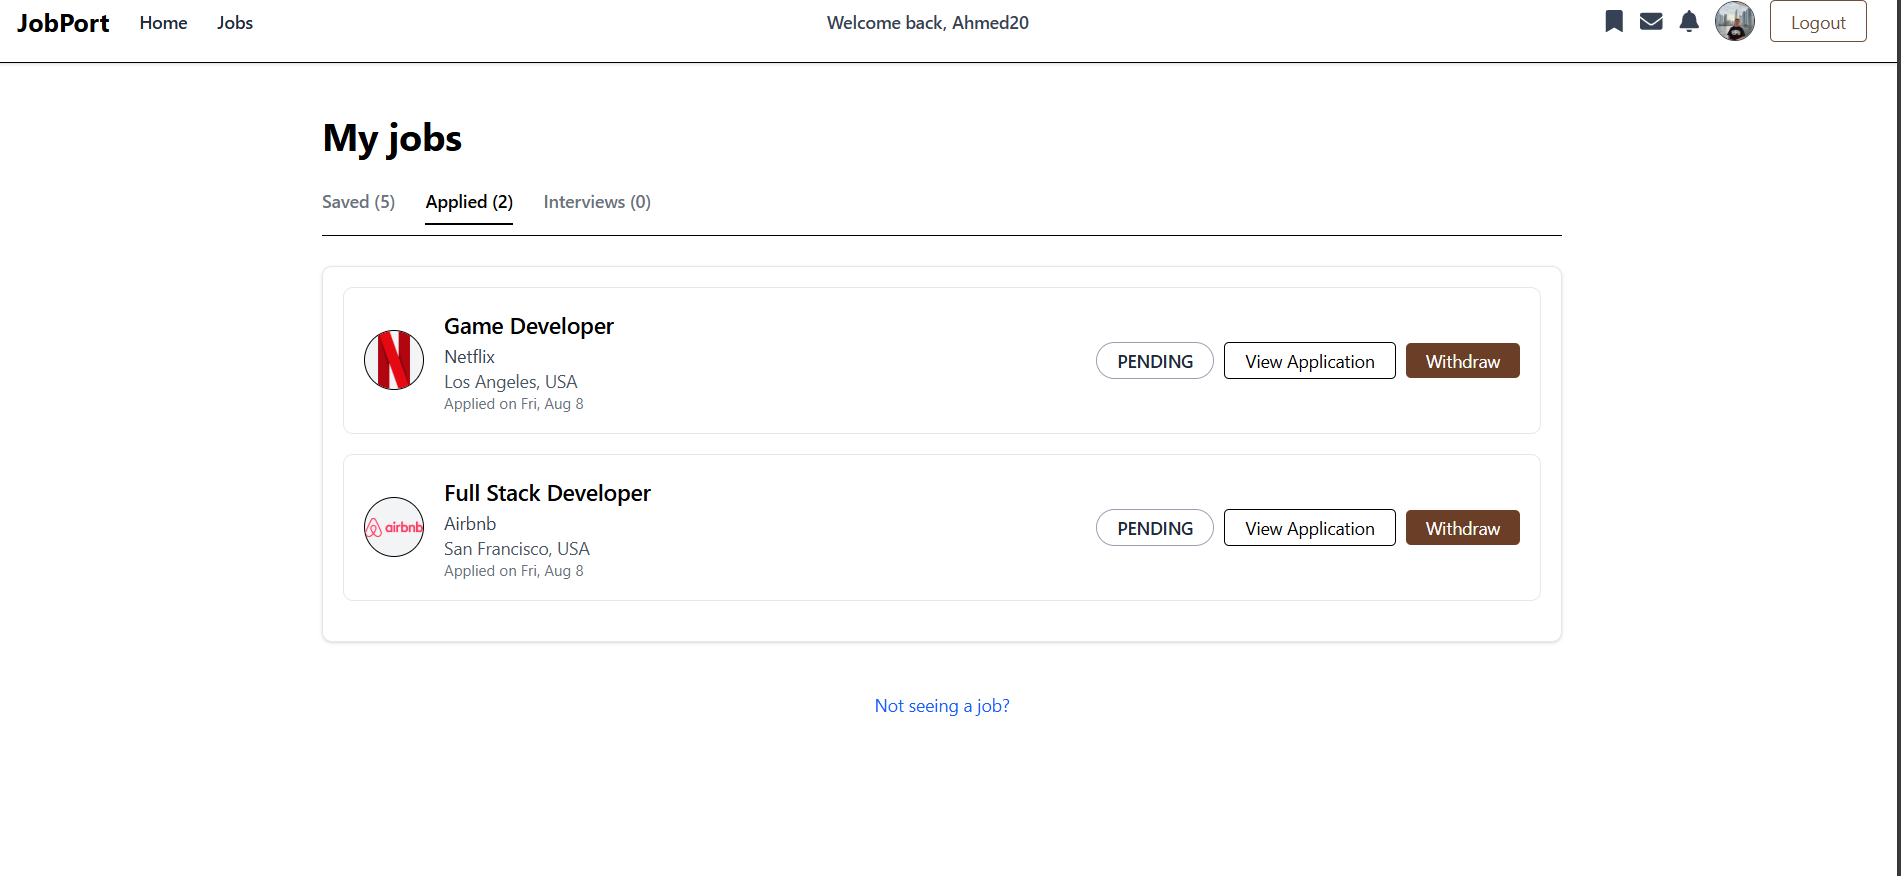 JobPort Home Jobs Welcome back, Ahmed20 Logout
My jobs
Saved (5) Applied (2) Interviews (0)
Game Developer
Netflix
Los Angeles, USA
Applied on Fri, Aug 8
PENDING View Application Withdraw
Full Stack Developer
airbnb
Airbnb
San Francisco, USA
Applied on Fri, Aug 8
PENDING View Application Withdraw
Not seeing a job?